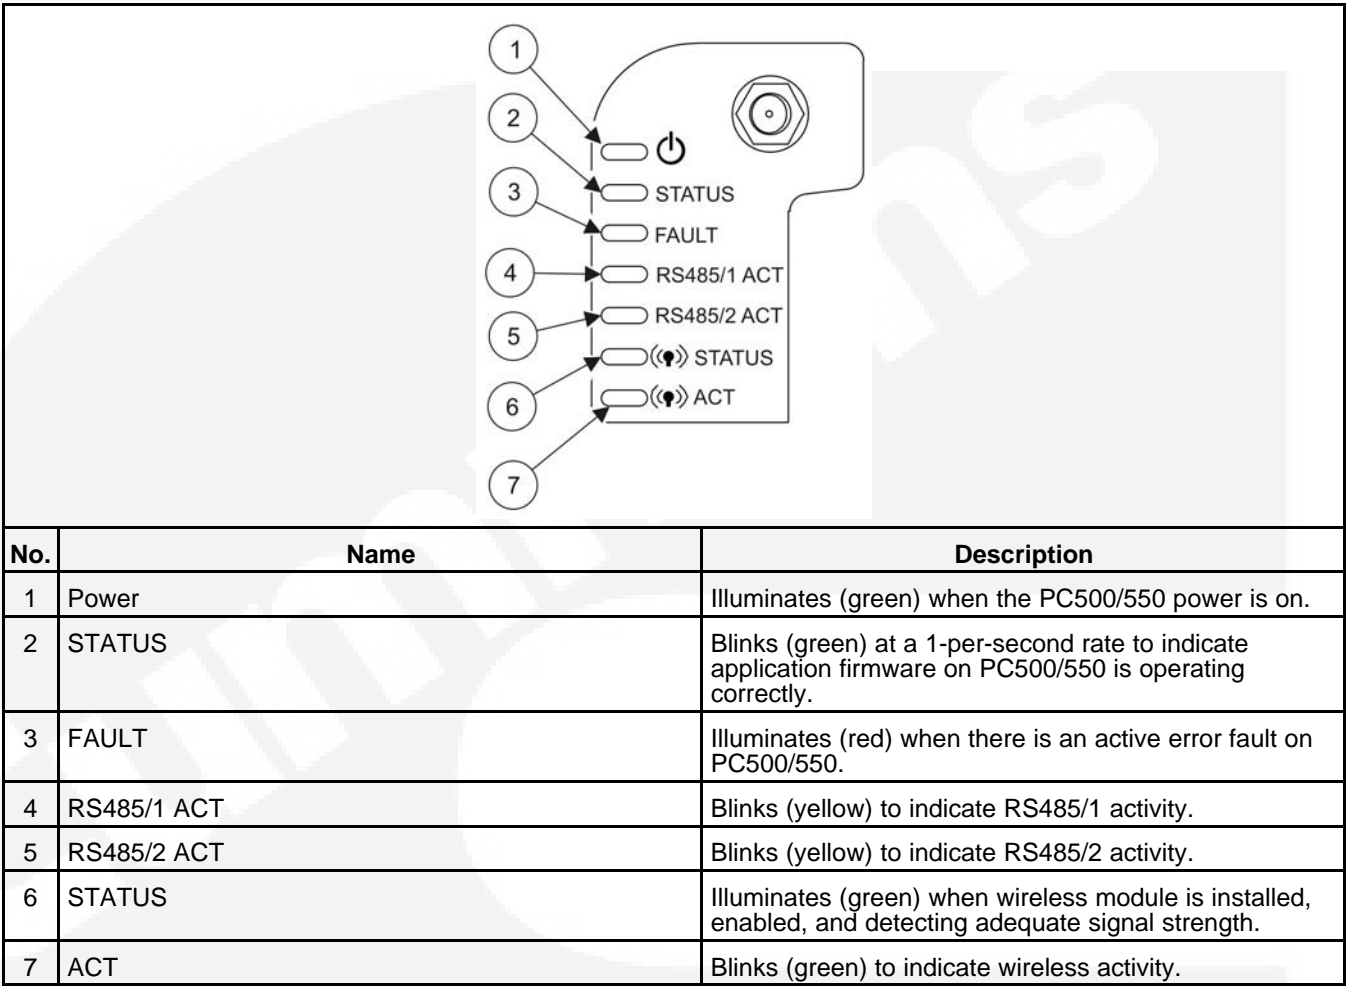 1
2
STATUS
3
FAULT
4
RS485/1 ACT
5
RS485/2 ACT
6
STATUS
7
ACT
No. Name Description
1 Power Illuminates (green) when the PC500/550 power is on.
2 STATUS Blinks (green) at a 1-per-second rate to indicate
application firmware on PC500/550 is operating
correctly.
3 FAULT Illuminates (red) when there is an active error fault on
PC500/550.
4 RS485/1 ACT Blinks (yellow) to indicate RS485/1 activity.
5 RS485/2 ACT Blinks (yellow) to indicate RS485/2 activity.
6 STATUS Illuminates (green) when wireless module is installed,
enabled, and detecting adequate signal strength.
7 ACT Blinks (green) to indicate wireless activity.